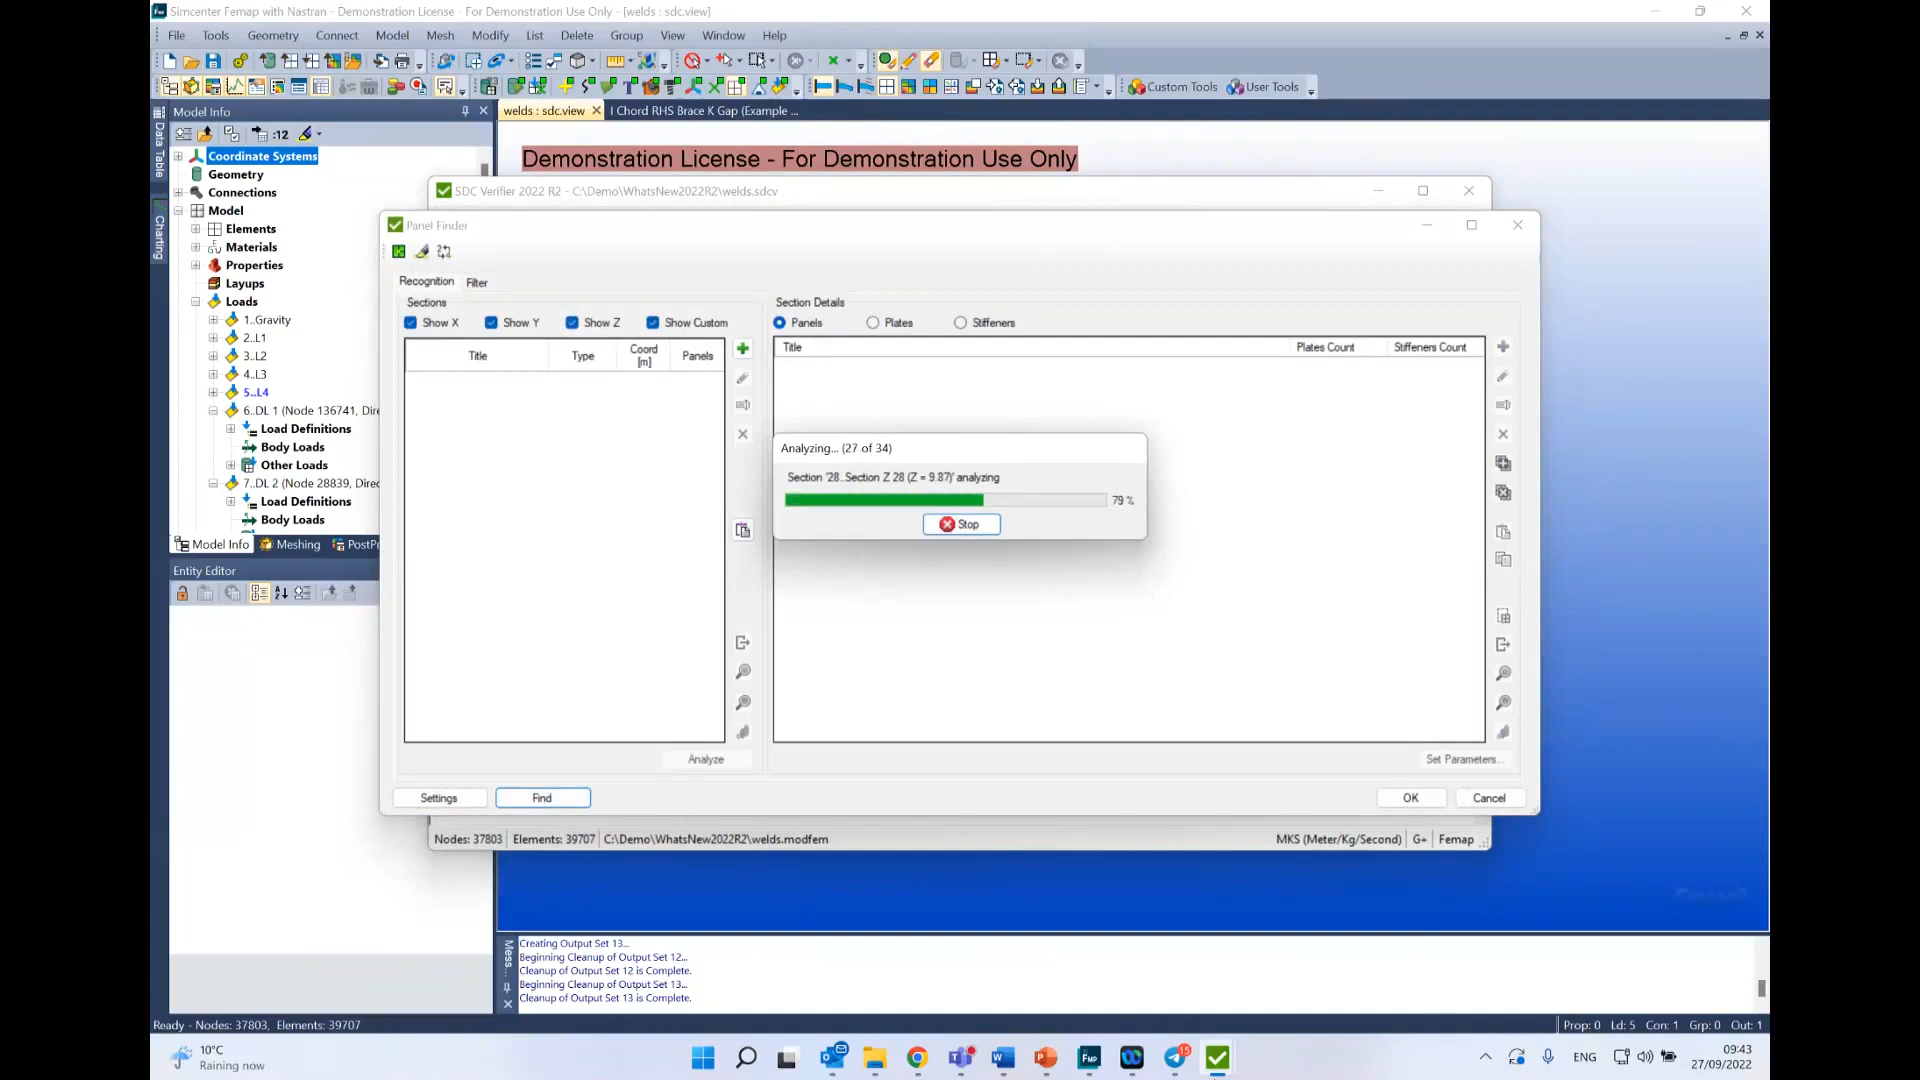 Simcenter Femap with Nastran - Demonstration License - For Demonstration Use Only - [welds : sdc.view]
File Tools Geometry Connect Model Mesh Modify List Delete Group View Window Help
Custom Tools User Tools
Model Info
welds : sdc.view
I Chord RHS Brace K Gap (Example ...
:12
Data Table
Charting
Demonstration License - For Demonstration Use Only
Coordinate Systems
Geometry
Connections
Model
Elements
Materials
Properties
Layups
Loads
1..Gravity
2..L1
3..L2
4..L3
5..L4
6..DL 1 (Node 136741, Dire
Load Definitions
Body Loads
Other Loads
7..DL 2 (Node 28839, Direc
Load Definitions
Body Loads
Model Info Meshing PostPr
Entity Editor
SDC Verifier 2022 R2 - C:\Demo\WhatsNew2022R2\welds.sdcv
Panel Finder
Recognition Filter
Sections
Show X Show Y Show Z Show Custom
Title Type Coord [m] Panels
Analyze
Section Details
Panels Plates Stiffeners
Title Plates Count Stiffeners Count
Set Parameters...
Analyzing... (27 of 34)
Section '28..Section Z 28 (Z = 9.87)' analyzing
79 %
Stop
Settings Find OK Cancel
Nodes: 37803 Elements: 39707 C:\Demo\WhatsNew2022R2\welds.modfem MKS (Meter/Kg/Second) G+ Femap
Mess...
Creating Output Set 13...
Beginning Cleanup of Output Set 12...
Cleanup of Output Set 12 is Complete.
Beginning Cleanup of Output Set 13...
Cleanup of Output Set 13 is Complete.
Ready - Nodes: 37803, Elements: 39707
Prop: 0 Ld: 5 Con: 1 Grp: 0 Out: 1
10°C
Raining now
FMP
15
ENG
09:43
27/09/2022